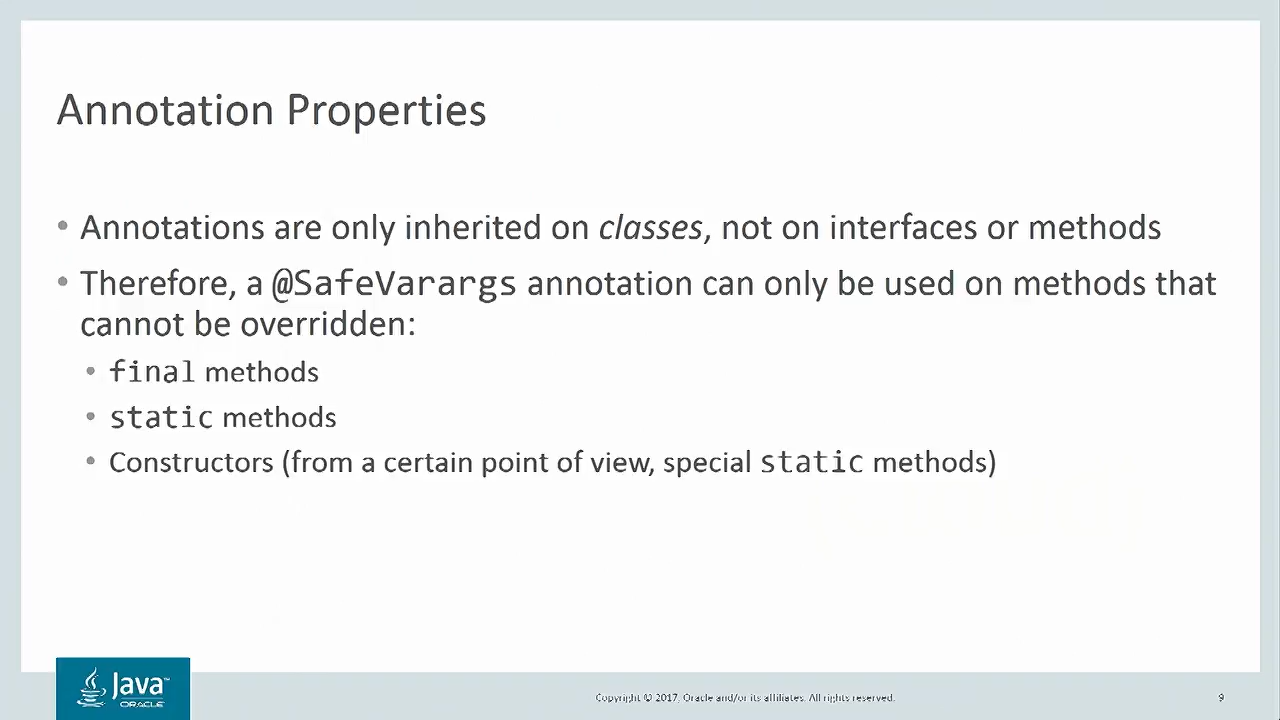 Annotation Properties
• Annotations are only inherited on classes, not on interfaces or methods
• Therefore, a @SafeVarargs annotation can only be used on methods that
cannot be overridden:
• final methods
• static methods
• Constructors (from a certain point of view, special static methods)
Java™
ORACLE
Copyright © 2017, Oracle and/or its affiliates. All rights reserved.
9